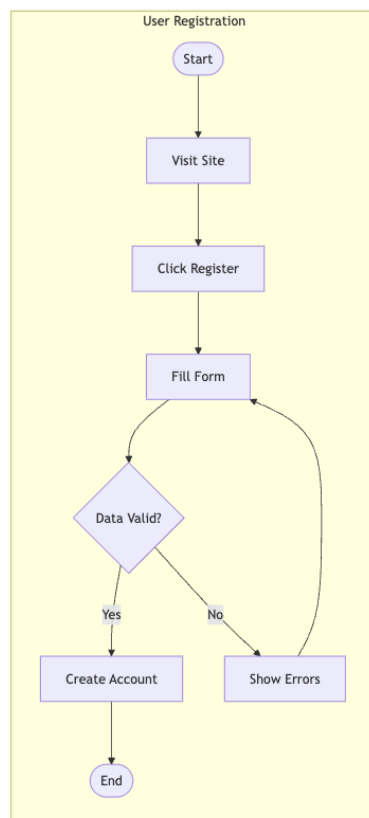 User Registration
Start
Visit Site
Click Register
Fill Form
Data Valid?
Yes
No
Create Account
Show Errors
End